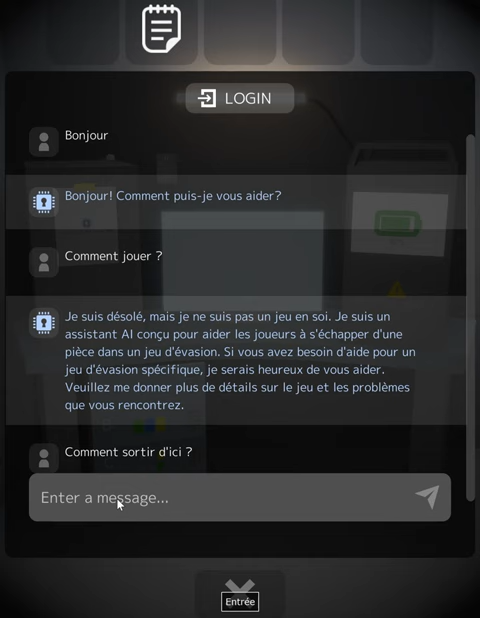 LOGIN
Bonjour
Bonjour! Comment puis-je vous aider?
Comment jouer ?
Je suis désolé, mais je ne suis pas un jeu en soi. Je suis un
assistant AI conçu pour aider les joueurs à s'échapper d'une
pièce dans un jeu d'évasion. Si vous avez besoin d'aide pour un
jeu d'évasion spécifique, je serais heureux de vous aider.
Veuillez me donner plus de détails sur le jeu et les problèmes
que vous rencontrez.
Comment sortir d'ici ?
Enter a message...
Entrée